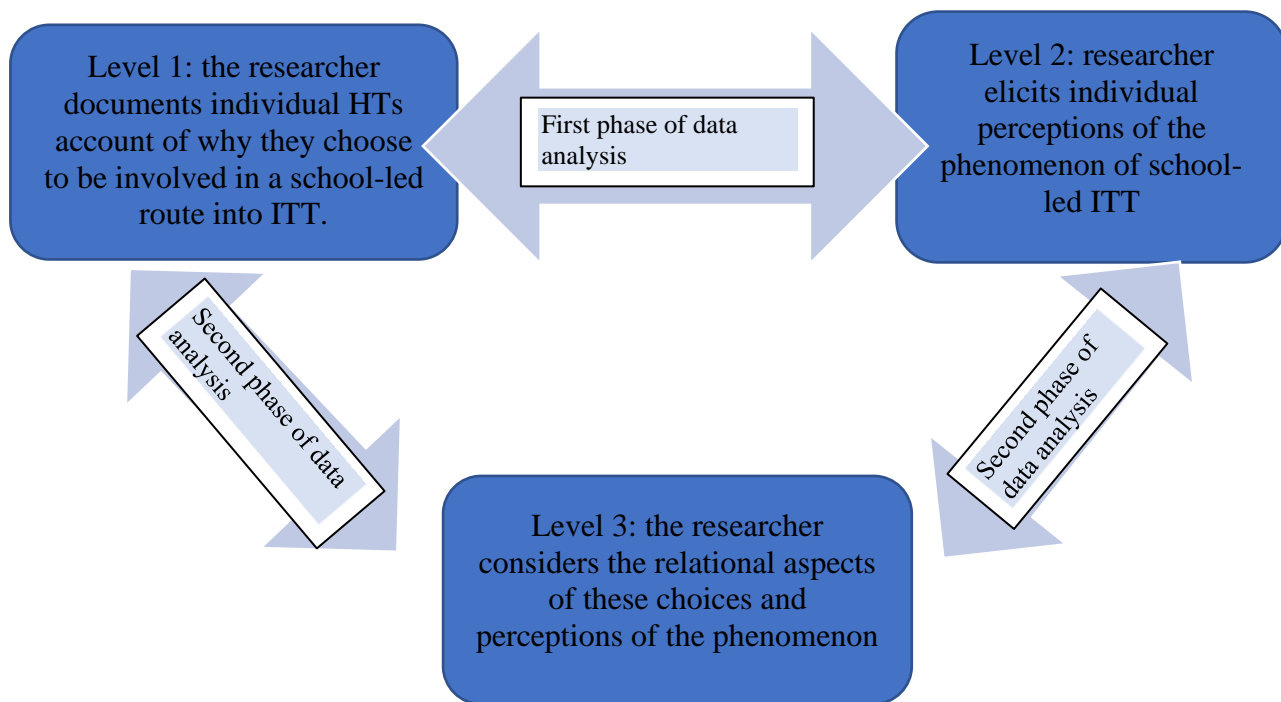 Level 1: the researcher
documents individual HTs
account of why they choose
to be involved in a school-led
route into ITT.
First phase of data
analysis
Level 2: researcher
elicits individual
perceptions of the
phenomenon of school-
led ITT
Second phase of data
analysis
Second phase of
data analysis
Level 3: the researcher
considers the relational aspects
of these choices and
perceptions of the phenomenon